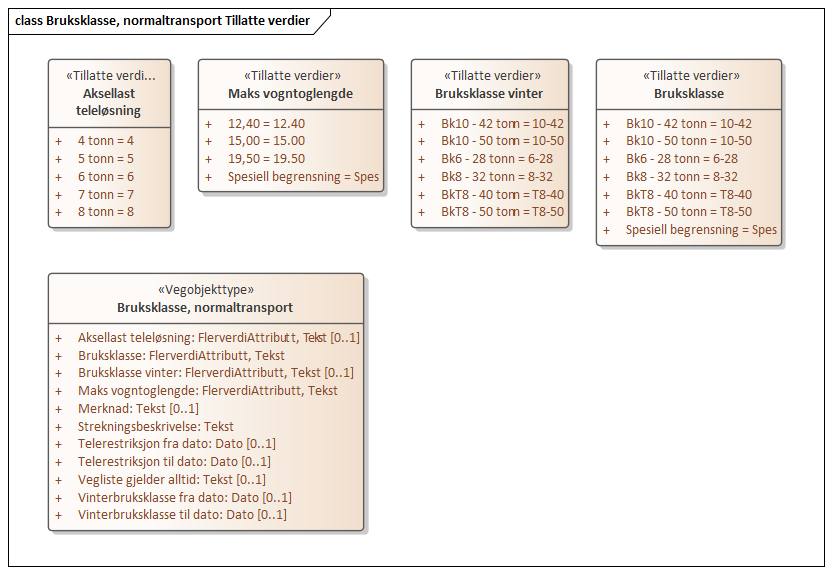 class Bruksklasse, normaltransport Tillatte verdier
«Tillatte verdi...
Aksellast
teleløsning
+ 4 tonn = 4
+ 5 tonn = 5
+ 6 tonn = 6
+ 7 tonn = 7
+ 8 tonn = 8
«Tillatte verdier»
Maks vogntoglengde
+ 12,40 = 12.40
+ 15,00 = 15.00
+ 19,50 = 19.50
+ Spesiell begrensning = Spes
«Tillatte verdier»
Bruksklasse vinter
+ Bk10 - 42 tonn = 10-42
+ Bk10 - 50 tonn = 10-50
+ Bk6 - 28 tonn = 6-28
+ Bk8 - 32 tonn = 8-32
+ BkT8 - 40 tonn = T8-40
+ BkT8 - 50 tonn = T8-50
«Tillatte verdier»
Bruksklasse
+ Bk10 - 42 tonn = 10-42
+ Bk10 - 50 tonn = 10-50
+ Bk6 - 28 tonn = 6-28
+ Bk8 - 32 tonn = 8-32
+ BkT8 - 40 tonn = T8-40
+ BkT8 - 50 tonn = T8-50
+ Spesiell begrensning = Spes
«Vegobjekttype»
Bruksklasse, normaltransport
+ Aksellast teleløsning: FlerverdiAttributt, Tekst [0..1]
+ Bruksklasse: FlerverdiAttributt, Tekst
+ Bruksklasse vinter: FlerverdiAttributt, Tekst [0..1]
+ Maks vogntoglengde: FlerverdiAttributt, Tekst
+ Merknad: Tekst [0..1]
+ Strekningsbeskrivelse: Tekst
+ Telerestriksjon fra dato: Dato [0..1]
+ Telerestriksjon til dato: Dato [0..1]
+ Vegliste gjelder alltid: Tekst [0..1]
+ Vinterbruksklasse fra dato: Dato [0..1]
+ Vinterbruksklasse til dato: Dato [0..1]